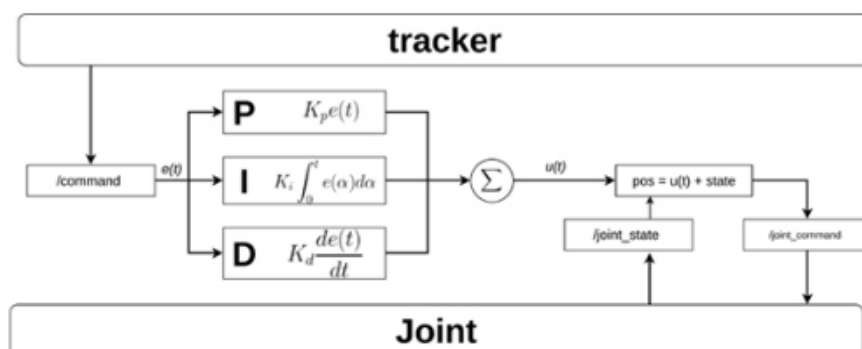 tracker
P K_p e(t)
/command e(t) I K_i ∫_0^t e(α)dα ∑ u(t) pos = u(t) + state
D K_d de(t)/dt
/joint_state /joint_command
Joint